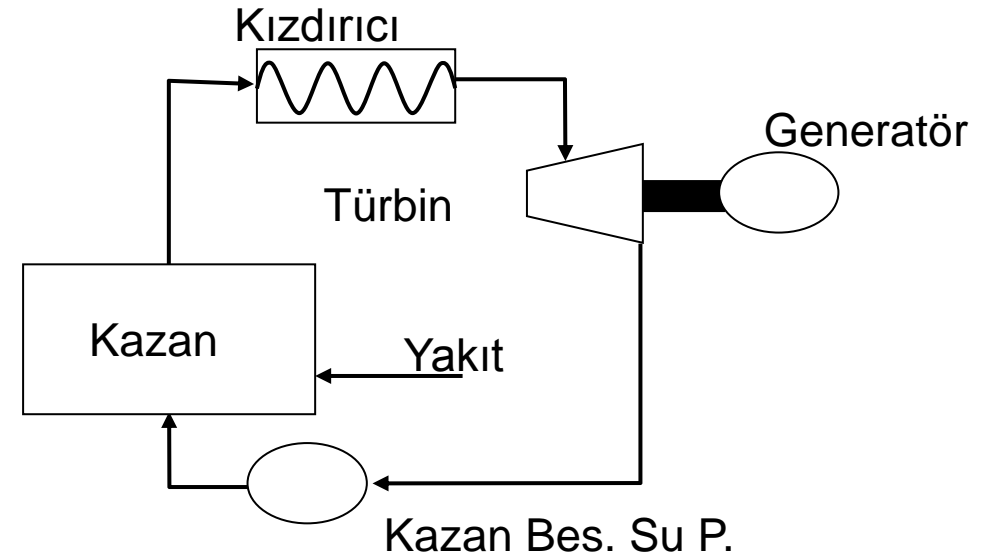 Kızdırıcı
Generatör
Türbin
Kazan
Yakıt
Kazan Bes. Su P.